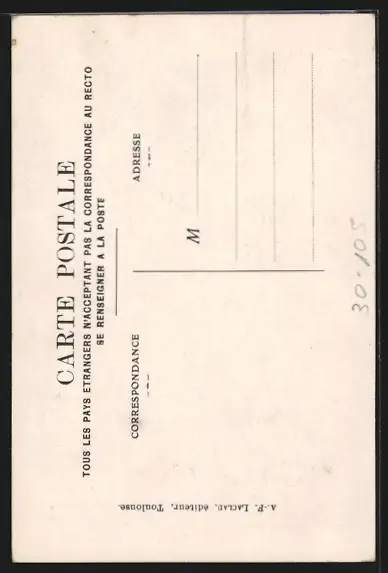 CARTE POSTALE
TOUS LES PAYS ETRANGERS N'ACCEPTANT PAS LA CORRESPONDANCE AU RECTO
SE RENSEIGNER A LA POSTE
CORRESPONDANCE
ADRESSE
M
A.-F. LACLAU, éditeur, Toulouse.
30-105